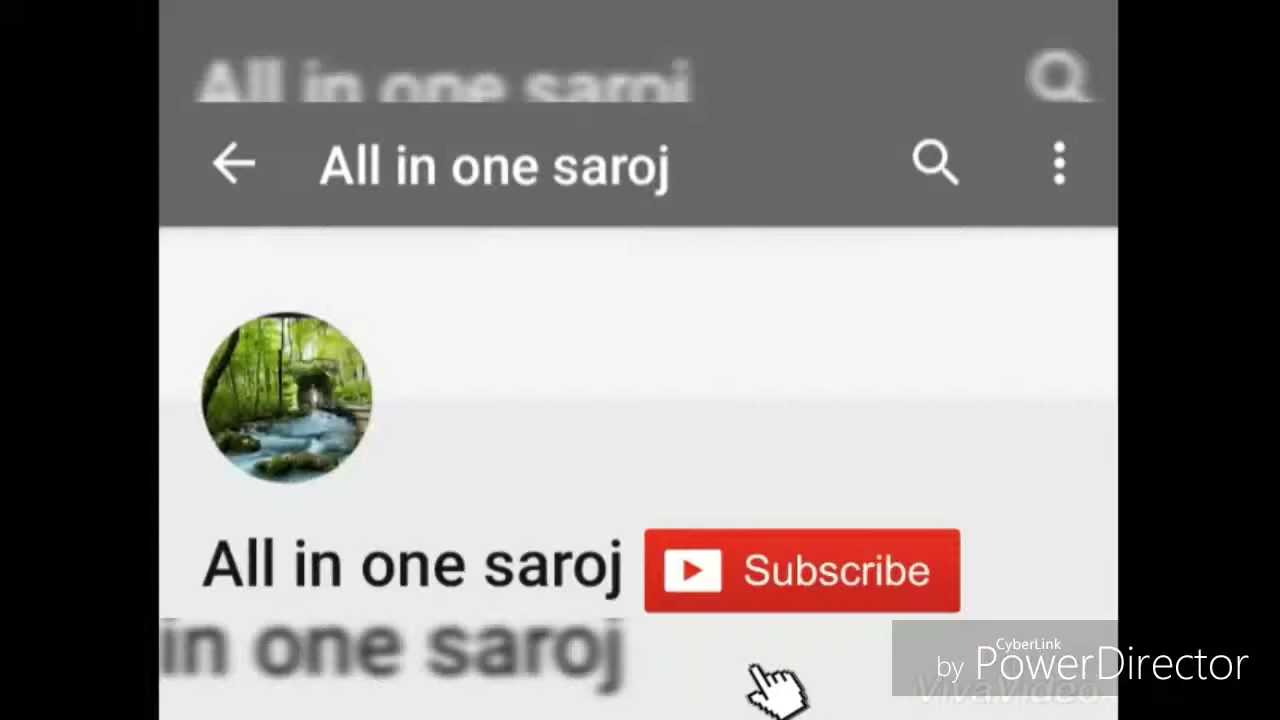 All in one saroj
All in one saroj
All in one saroj
Subscribe
in one saroj
CyberLink
by PowerDirector
VivaVideo